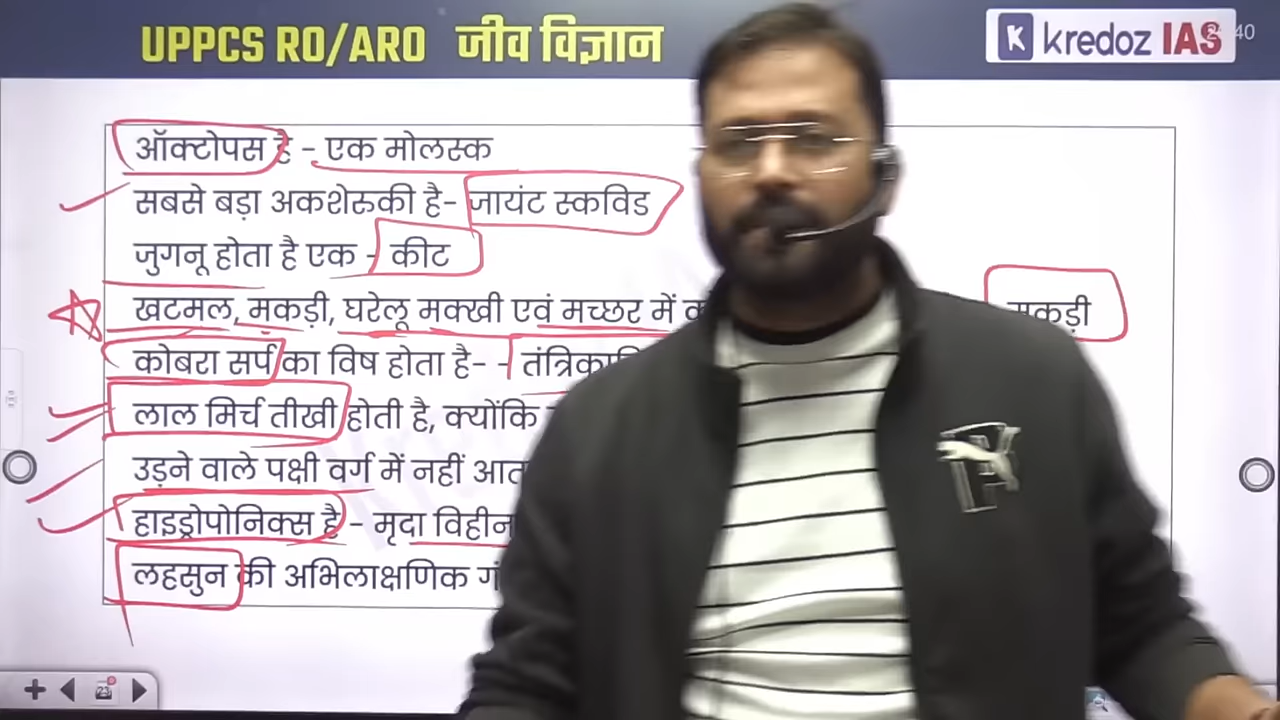 UPPCS RO/ARO जीव विज्ञान
K kredoz IAS
ऑक्टोपस है - एक मोलस्क
सबसे बड़ा अकशेरुकी है- जायंट स्कविड
जुगनू होता है एक - कीट
खटमल, मकड़ी, घरेलू मक्खी एवं मच्छर में मकड़ी
कोबरा सर्प का विष होता है- -
लाल मिर्च तीखी होती है, क्योंकि
उड़ने वाले पक्षी वर्ग में नहीं
हाइड्रोपोनिक्स है - मृदा विहीन
लहसुन की अभिलाक्षणिक
23